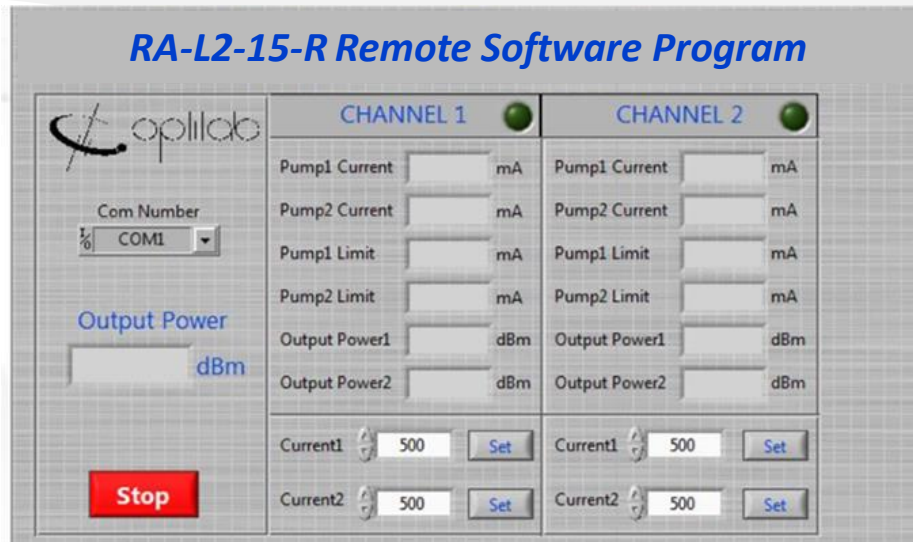 RA-L2-15-R Remote Software Program
optilab
Com Number
I/O COM1
Output Power
dBm
Stop
CHANNEL 1
Pump1 Current mA
Pump2 Current mA
Pump1 Limit mA
Pump2 Limit mA
Output Power1 dBm
Output Power2 dBm
Current1 500 Set
Current2 500 Set
CHANNEL 2
Pump1 Current mA
Pump2 Current mA
Pump1 Limit mA
Pump2 Limit mA
Output Power1 dBm
Output Power2 dBm
Current1 500 Set
Current2 500 Set